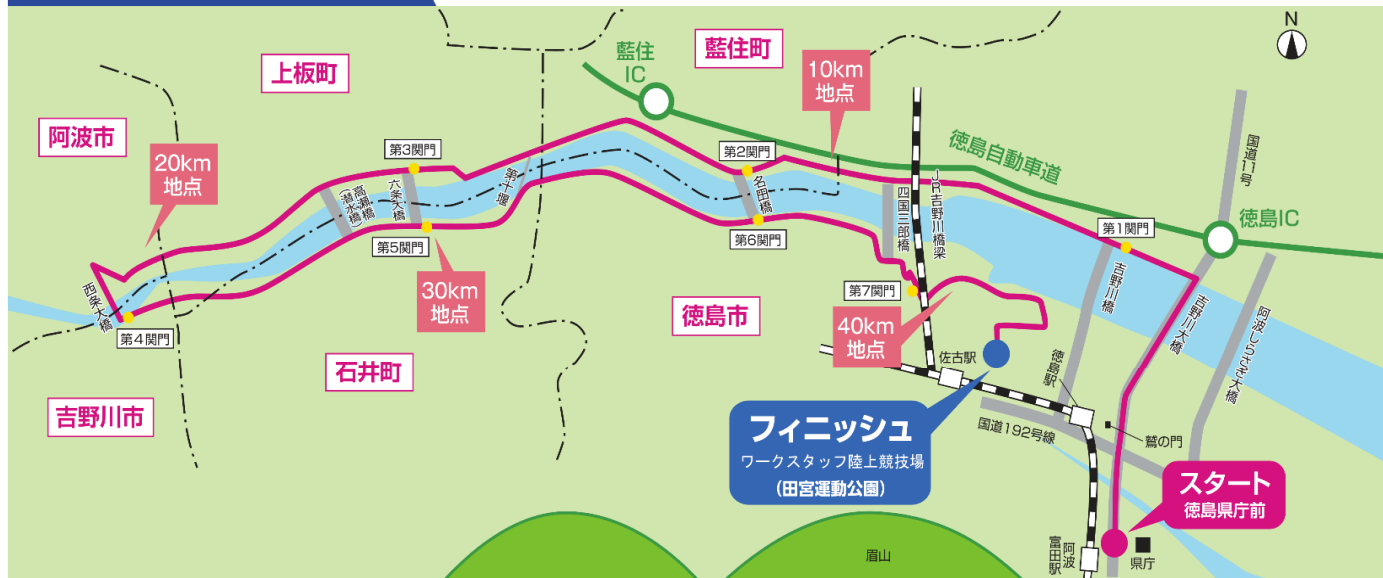 上板町
藍住町
阿波市
石井町
吉野川市
徳島市
藍住
IC
徳島自動車道
徳島IC
国道11号
N
10km
地点
20km
地点
30km
地点
40km
地点
第1関門
第2関門
第3関門
第4関門
第5関門
第6関門
第7関門
西条大橋
高瀬橋
(潜水橋)
六条大橋
第十堰
名田橋
四国三郎橋
JR吉野川橋梁
吉野川橋
吉野川大橋
阿波しらさぎ大橋
佐古駅
徳島駅
国道192号線
鷲の門
フィニッシュ
ワークスタッフ陸上競技場
(田宮運動公園)
スタート
徳島県庁前
県庁
阿波
富田駅
眉山